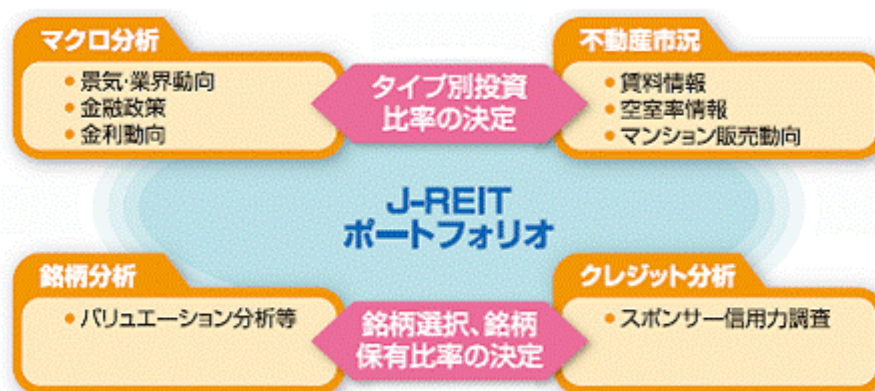 マクロ分析
・景気・業界動向
・金融政策
・金利動向
タイプ別投資
比率の決定
不動産市況
・賃料情報
・空室率情報
・マンション販売動向
J-REIT
ポートフォリオ
銘柄分析
・バリュエーション分析等
銘柄選択、銘柄
保有比率の決定
クレジット分析
・スポンサー信用力調査